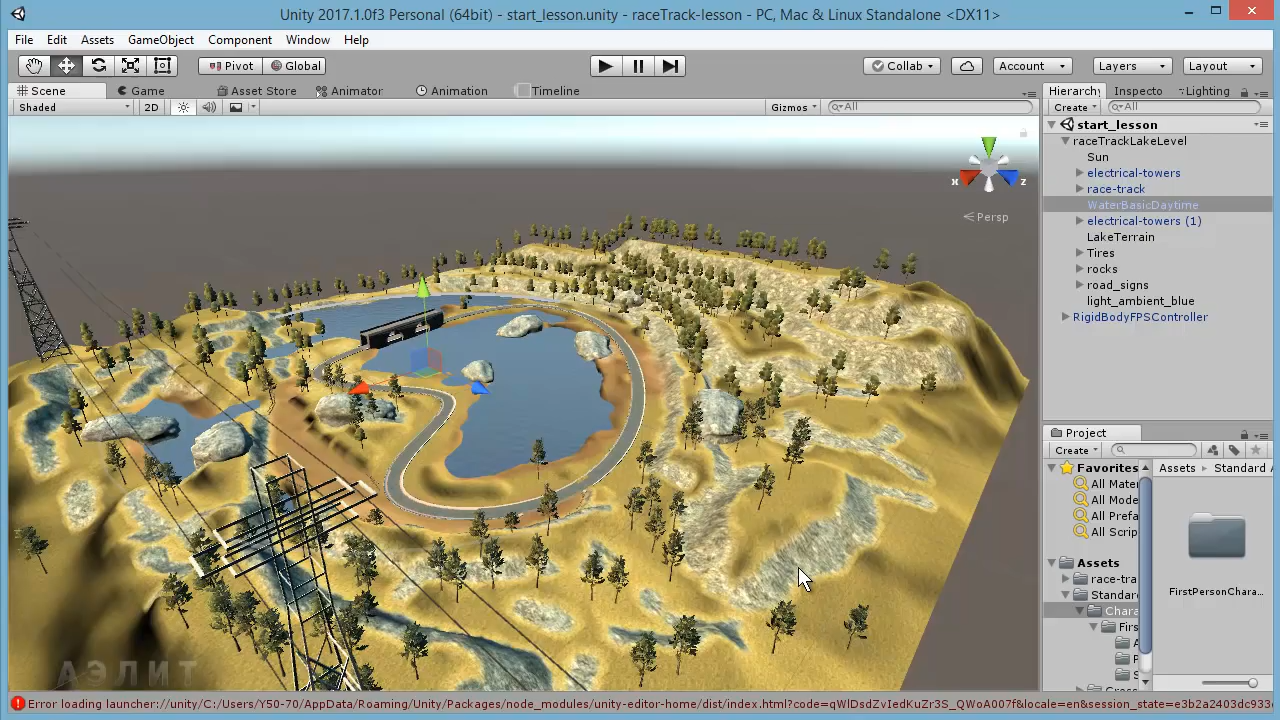 Unity 2017.1.0f3 Personal (64bit) - start_lesson.unity - raceTrack-lesson - PC, Mac & Linux Standalone <DX11>
File Edit Assets GameObject Component Window Help
Pivot Global Collab Account Layers Layout
Scene Game Asset Store Animator Animation Timeline Hierarchy Inspecto Lighting
Shaded 2D Gizmos All Create All
start_lesson
raceTrackLakeLevel
Sun
electrical-towers
race-track
WaterBasicDaytime
electrical-towers (1)
LakeTerrain
Tires
rocks
road_signs
light_ambient_blue
RigidBodyFPSController
x z
Persp
Project
Create
Favorites
All Mater
All Mode
All Prefa
All Scrip
Assets
race-tra
Standar
Chara
Firs
Assets Standard
FirstPersonChara...
АЭЛИТ
Error loading launcher://unity/C:/Users/Y50-70/AppData/Roaming/Unity/Packages/node_modules/unity-editor-home/dist/index.html?code=qWlDsdZvIedKuZr3S_QWoA007f&locale=en&session_state=e3b2a2403dc933